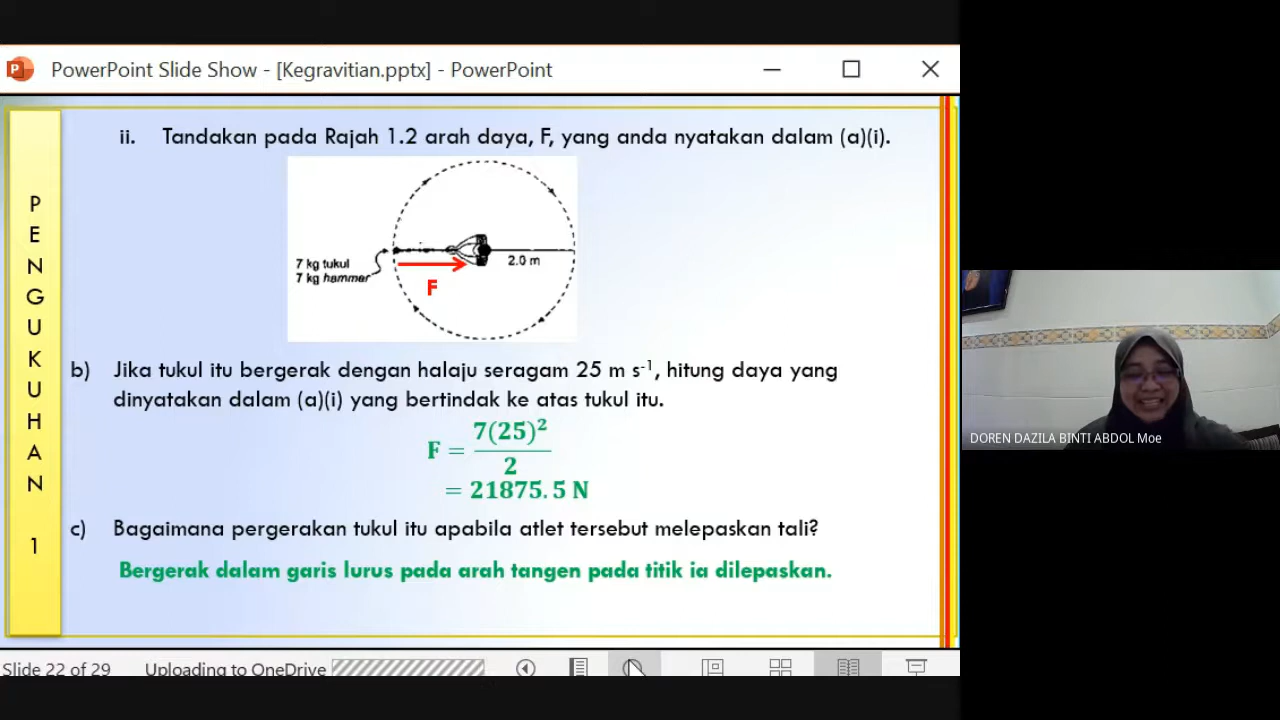 PowerPoint Slide Show - [Kegravitian.pptx] - PowerPoint
PENGUKUHAN 1
ii. Tandakan pada Rajah 1.2 arah daya, F, yang anda nyatakan dalam (a)(i).
7 kg tukul
7 kg hammer
2.0 m
F
b) Jika tukul itu bergerak dengan halaju seragam 25 m s⁻¹, hitung daya yang
dinyatakan dalam (a)(i) yang bertindak ke atas tukul itu.
F = 7(25)² / 2
= 21875.5 N
c) Bagaimana pergerakan tukul itu apabila atlet tersebut melepaskan tali?
Bergerak dalam garis lurus pada arah tangen pada titik ia dilepaskan.
Slide 22 of 29 Uploading to OneDrive
DOREN DAZILA BINTI ABDOL Moe